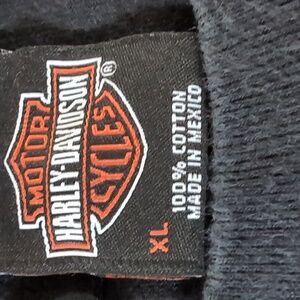 MOTOR
HARLEY-DAVIDSON
CYCLES
®
XL
100% COTTON
MADE IN MEXICO